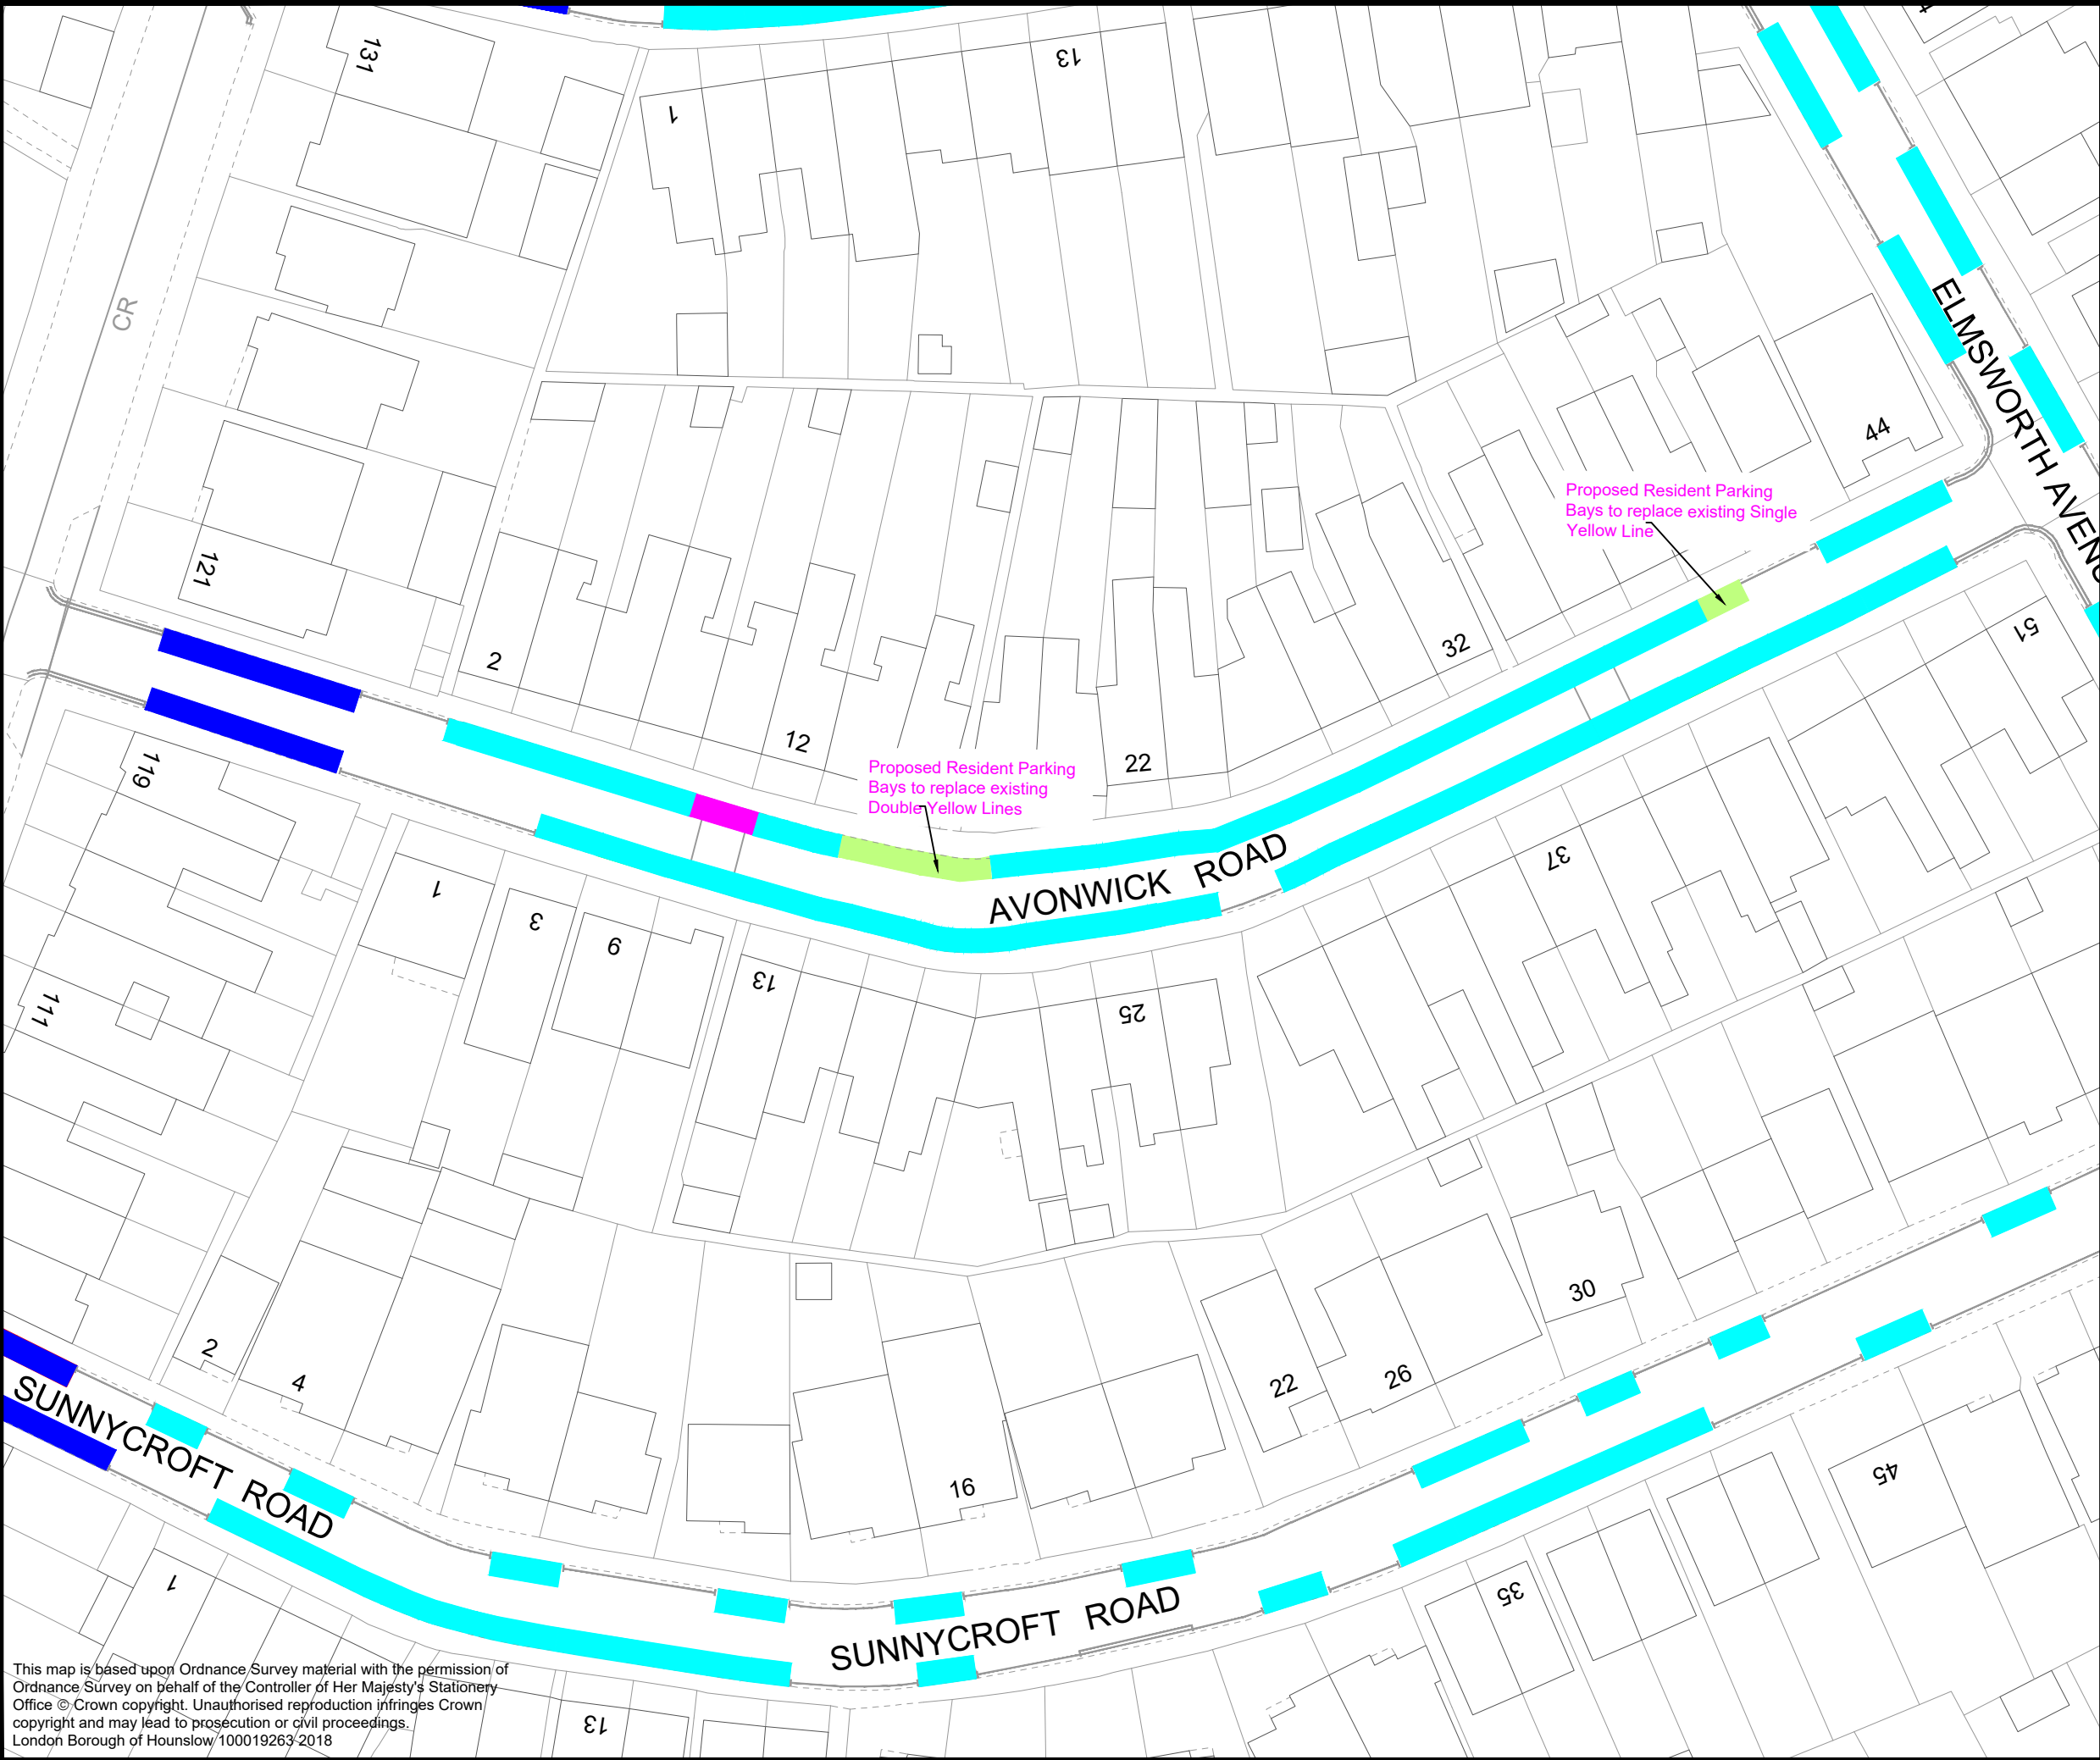 131
1
13
4
CR
ELMSWORTH AVENU
44
Proposed Resident Parking
Bays to replace existing Single
Yellow Line
121
2
32
51
12
22
Proposed Resident Parking
Bays to replace existing
Double Yellow Lines
119
AVONWICK ROAD
37
1
3
9
13
25
111
30
2
4
22
26
SUNNYCROFT ROAD
16
45
1
35
SUNNYCROFT ROAD
13
This map is based upon Ordnance Survey material with the permission of
Ordnance Survey on behalf of the Controller of Her Majesty's Stationery
Office © Crown copyright. Unauthorised reproduction infringes Crown
copyright and may lead to prosecution or civil proceedings.
London Borough of Hounslow 100019263 2018